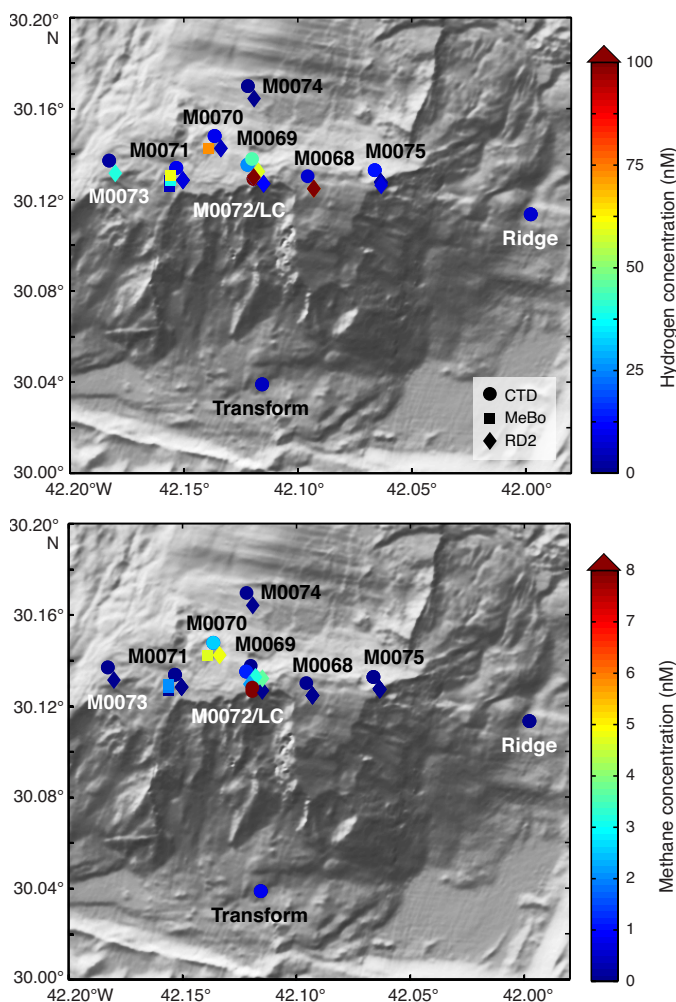 30.20°
N
30.16°
30.12°
30.08°
30.04°
30.00°
42.20°W
42.15°
42.10°
42.05°
42.00°
M0074
M0070
M0069
M0071
M0068
M0075
M0073
M0072/LC
Ridge
Transform
CTD
MeBo
RD2
100
75
50
25
0
Hydrogen concentration (nM)
30.20°
N
30.16°
30.12°
30.08°
30.04°
30.00°
42.20°W
42.15°
42.10°
42.05°
42.00°
M0074
M0070
M0069
M0071
M0068
M0075
M0073
M0072/LC
Ridge
Transform
8
7
6
5
4
3
2
1
0
Methane concentration (nM)